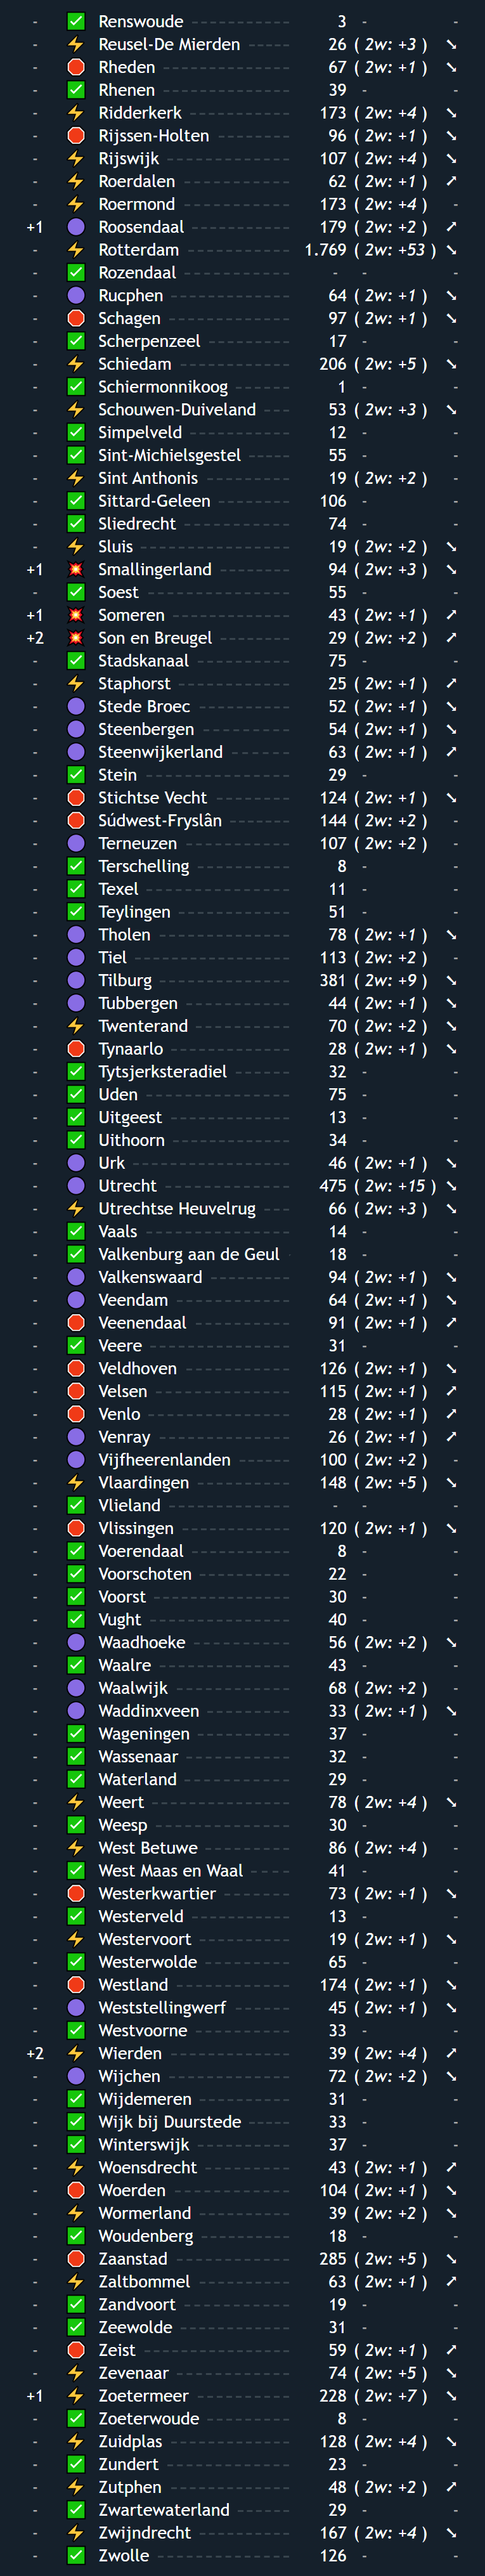 - ✅ Renswoude 3 - -
- ⚡ Reusel-De Mierden 26 ( 2w: +3 ) ➘
- 🛑 Rheden 67 ( 2w: +1 ) ➘
- ✅ Rhenen 39 - -
- ⚡ Ridderkerk 173 ( 2w: +4 ) ➘
- 🛑 Rijssen-Holten 96 ( 2w: +1 ) ➘
- ⚡ Rijswijk 107 ( 2w: +4 ) ➘
- ⚡ Roerdalen 62 ( 2w: +1 ) ➚
- ⚡ Roermond 173 ( 2w: +4 ) -
+1 🟣 Roosendaal 179 ( 2w: +2 ) ➚
- ⚡ Rotterdam 1.769 ( 2w: +53 ) ➘
- ✅ Rozendaal - - -
- 🟣 Rucphen 64 ( 2w: +1 ) ➘
- 🛑 Schagen 97 ( 2w: +1 ) ➘
- ✅ Scherpenzeel 17 - -
- ⚡ Schiedam 206 ( 2w: +5 ) ➘
- ✅ Schiermonnikoog 1 - -
- ⚡ Schouwen-Duiveland 53 ( 2w: +3 ) ➘
- ✅ Simpelveld 12 - -
- ✅ Sint-Michielsgestel 55 - -
- ⚡ Sint Anthonis 19 ( 2w: +2 ) -
- ✅ Sittard-Geleen 106 - -
- ✅ Sliedrecht 74 - -
- ⚡ Sluis 19 ( 2w: +2 ) ➘
+1 💥 Smallingerland 94 ( 2w: +3 ) ➘
- ✅ Soest 55 - -
+1 💥 Someren 43 ( 2w: +1 ) ➚
+2 💥 Son en Breugel 29 ( 2w: +2 ) ➚
- ✅ Stadskanaal 75 - -
- ⚡ Staphorst 25 ( 2w: +1 ) ➚
- 🟣 Stede Broec 52 ( 2w: +1 ) ➘
- 🟣 Steenbergen 54 ( 2w: +1 ) ➘
- 🟣 Steenwijkerland 63 ( 2w: +1 ) ➚
- ✅ Stein 29 - -
- 🛑 Stichtse Vecht 124 ( 2w: +1 ) ➘
- 🛑 Súdwest-Fryslân 144 ( 2w: +2 ) -
- 🟣 Terneuzen 107 ( 2w: +2 ) -
- ✅ Terschelling 8 - -
- ✅ Texel 11 - -
- ✅ Teylingen 51 - -
- 🟣 Tholen 78 ( 2w: +1 ) ➘
- 🟣 Tiel 113 ( 2w: +2 ) -
- 🟣 Tilburg 381 ( 2w: +9 ) ➘
- 🟣 Tubbergen 44 ( 2w: +1 ) ➘
- ⚡ Twenterand 70 ( 2w: +2 ) ➘
- 🛑 Tynaarlo 28 ( 2w: +1 ) ➘
- ✅ Tytsjerksteradiel 32 - -
- ✅ Uden 75 - -
- ✅ Uitgeest 13 - -
- ✅ Uithoorn 34 - -
- 🟣 Urk 46 ( 2w: +1 ) ➘
- 🟣 Utrecht 475 ( 2w: +15 ) ➘
- ⚡ Utrechtse Heuvelrug 66 ( 2w: +3 ) ➘
- ✅ Vaals 14 - -
- ✅ Valkenburg aan de Geul 18 - -
- 🟣 Valkenswaard 94 ( 2w: +1 ) ➘
- 🟣 Veendam 64 ( 2w: +1 ) ➘
- 🛑 Veenendaal 91 ( 2w: +1 ) ➚
- ✅ Veere 31 - -
- 🛑 Veldhoven 126 ( 2w: +1 ) ➘
- 🛑 Velsen 115 ( 2w: +1 ) ➚
- 🛑 Venlo 28 ( 2w: +1 ) ➚
- 🟣 Venray 26 ( 2w: +1 ) ➚
- 🟣 Vijfheerenlanden 100 ( 2w: +2 ) -
- ⚡ Vlaardingen 148 ( 2w: +5 ) ➘
- ✅ Vlieland - - -
- 🛑 Vlissingen 120 ( 2w: +1 ) ➘
- ✅ Voerendaal 8 - -
- ✅ Voorschoten 22 - -
- ✅ Voorst 30 - -
- ✅ Vught 40 - -
- 🟣 Waadhoeke 56 ( 2w: +2 ) ➘
- ✅ Waalre 43 - -
- 🟣 Waalwijk 68 ( 2w: +2 ) -
- 🟣 Waddinxveen 33 ( 2w: +1 ) ➘
- ✅ Wageningen 37 - -
- ✅ Wassenaar 32 - -
- ✅ Waterland 29 - -
- ⚡ Weert 78 ( 2w: +4 ) ➘
- ✅ Weesp 30 - -
- ⚡ West Betuwe 86 ( 2w: +4 ) -
- ✅ West Maas en Waal 41 - -
- 🛑 Westerkwartier 73 ( 2w: +1 ) ➘
- ✅ Westerveld 13 - -
- ⚡ Westervoort 19 ( 2w: +1 ) ➘
- ✅ Westerwolde 65 - -
- 🛑 Westland 174 ( 2w: +1 ) ➘
- 🟣 Weststellingwerf 45 ( 2w: +1 ) ➘
- ✅ Westvoorne 33 - -
+2 ⚡ Wierden 39 ( 2w: +4 ) ➚
- 🟣 Wijchen 72 ( 2w: +2 ) ➘
- ✅ Wijdemeren 31 - -
- ✅ Wijk bij Duurstede 33 - -
- ✅ Winterswijk 37 - -
- ⚡ Woensdrecht 43 ( 2w: +1 ) ➚
- 🛑 Woerden 104 ( 2w: +1 ) ➘
- ⚡ Wormerland 39 ( 2w: +2 ) ➘
- ✅ Woudenberg 18 - -
- 🛑 Zaanstad 285 ( 2w: +5 ) ➘
- ⚡ Zaltbommel 63 ( 2w: +1 ) ➚
- ✅ Zandvoort 19 - -
- ✅ Zeewolde 31 - -
- 🛑 Zeist 59 ( 2w: +1 ) ➚
- ⚡ Zevenaar 74 ( 2w: +5 ) ➘
+1 ⚡ Zoetermeer 228 ( 2w: +7 ) ➘
- ✅ Zoeterwoude 8 - -
- ⚡ Zuidplas 128 ( 2w: +4 ) ➘
- ✅ Zundert 23 - -
- ⚡ Zutphen 48 ( 2w: +2 ) ➚
- ✅ Zwartewaterland 29 - -
- ⚡ Zwijndrecht 167 ( 2w: +4 ) ➘
- ✅ Zwolle 126 - -